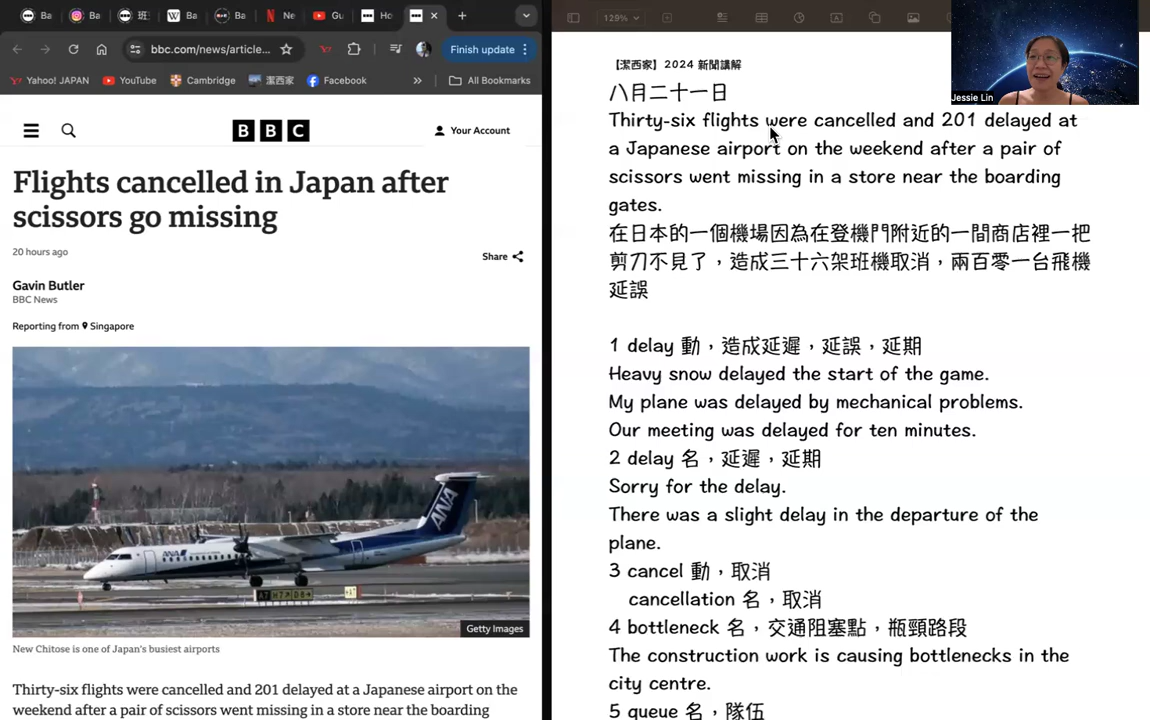 Ba
Ba
班
Ba
Ba
Ne
Gu
Ho
bbc.com/news/article...
Finish update
Yahoo! JAPAN
YouTube
Cambridge
潔西家
Facebook
All Bookmarks
BBC
Your Account
Flights cancelled in Japan after
scissors go missing
20 hours ago
Share
Gavin Butler
BBC News
Reporting from Singapore
ANA
ANA
Getty Images
New Chitose is one of Japan's busiest airports
Thirty-six flights were cancelled and 201 delayed at a Japanese airport on the
weekend after a pair of scissors went missing in a store near the boarding
129%
Jessie Lin
【潔西家】2024 新聞講解
八月二十一日
Thirty-six flights were cancelled and 201 delayed at
a Japanese airport on the weekend after a pair of
scissors went missing in a store near the boarding
gates.
在日本的一個機場因為在登機門附近的一間商店裡一把
剪刀不見了，造成三十六架班機取消，兩百零一台飛機
延誤
1 delay 動，造成延遲，延誤，延期
Heavy snow delayed the start of the game.
My plane was delayed by mechanical problems.
Our meeting was delayed for ten minutes.
2 delay 名，延遲，延期
Sorry for the delay.
There was a slight delay in the departure of the
plane.
3 cancel 動，取消
cancellation 名，取消
4 bottleneck 名，交通阻塞點，瓶頸路段
The construction work is causing bottlenecks in the
city centre.
5 queue 名，隊伍